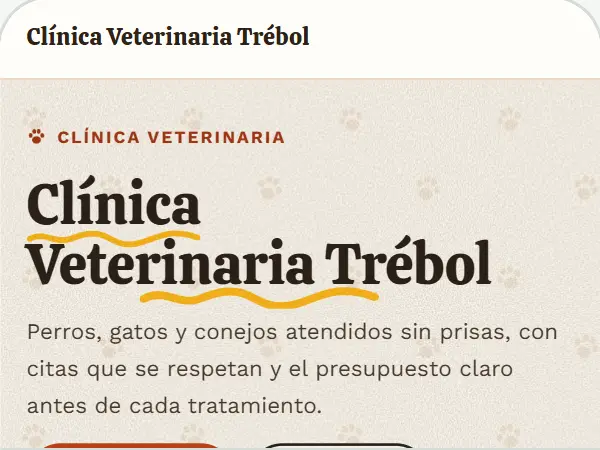 Clínica Veterinaria Trébol
CLÍNICA VETERINARIA
Clínica
Veterinaria Trébol
Perros, gatos y conejos atendidos sin prisas, con
citas que se respetan y el presupuesto claro
antes de cada tratamiento.